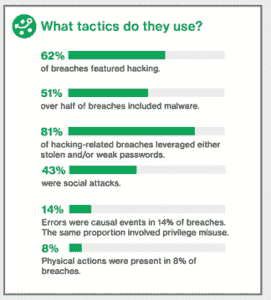 What tactics do they use?
62%
of breaches featured hacking.
51%
over half of breaches included malware.
81%
of hacking-related breaches leveraged either
stolen and/or weak passwords.
43%
were social attacks.
14%
Errors were causal events in 14% of breaches.
The same proportion involved privilege misuse.
8%
Physical actions were present in 8% of
breaches.